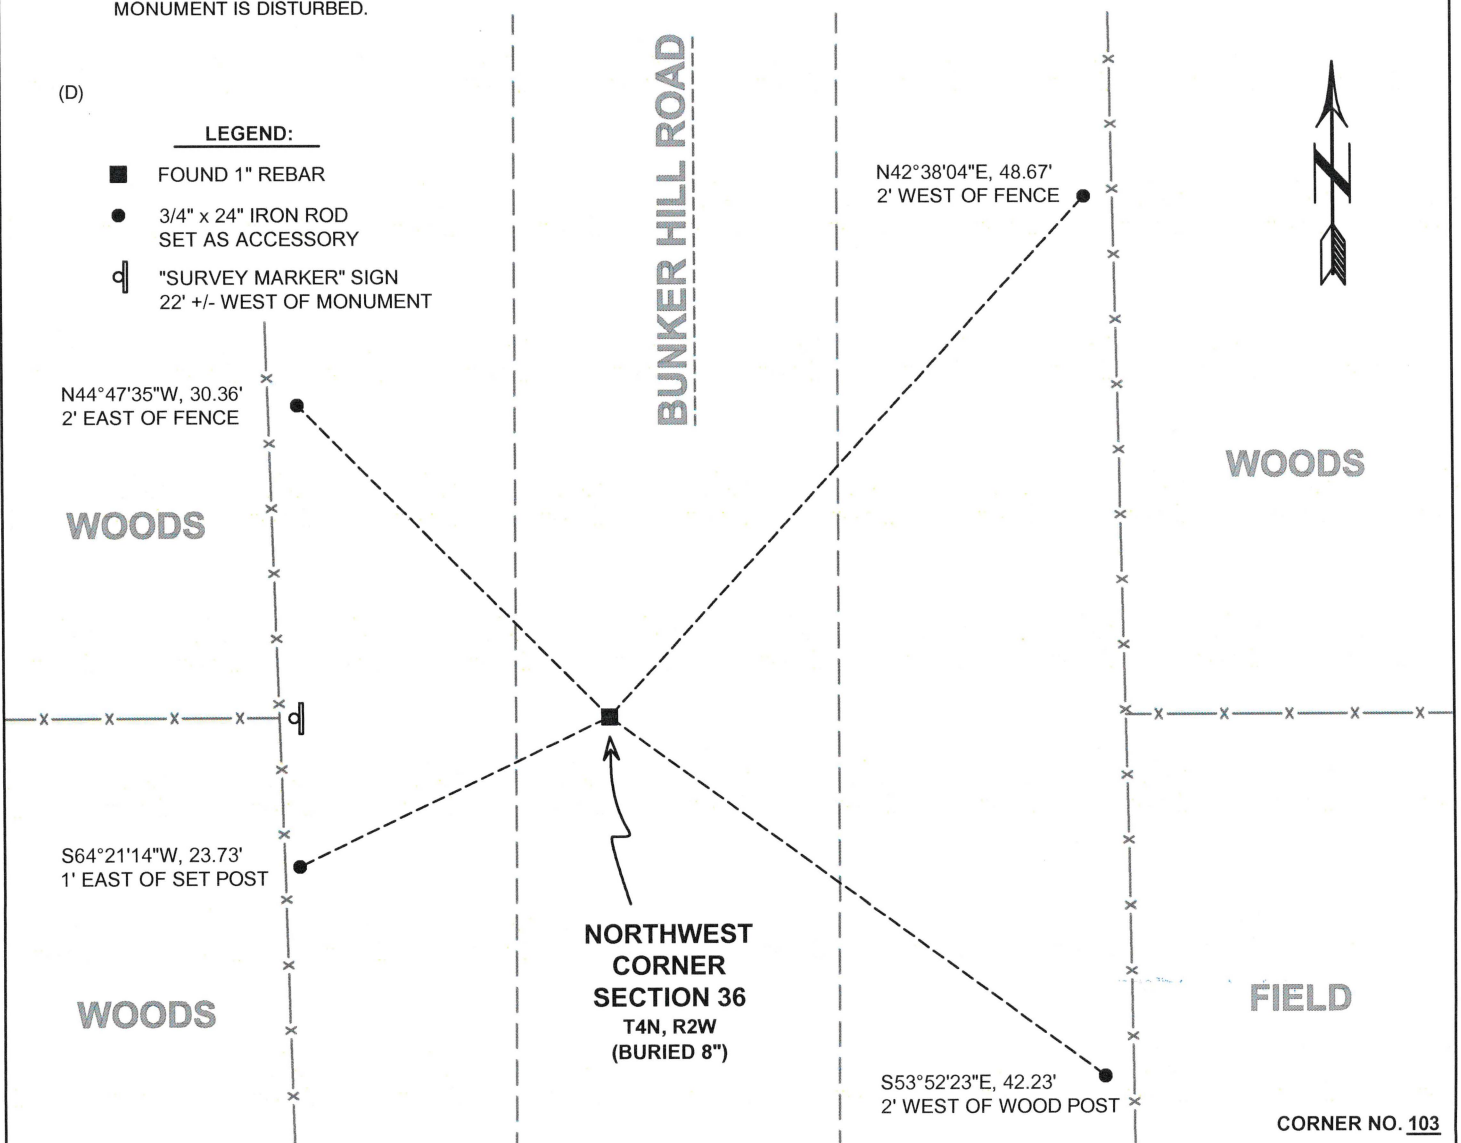 MONUMENT IS DISTURBED.
(D)
LEGEND:
FOUND 1" REBAR
3/4" x 24" IRON ROD
SET AS ACCESSORY
"SURVEY MARKER" SIGN
22' +/- WEST OF MONUMENT
BUNKER HILL ROAD
N42°38'04"E, 48.67'
2' WEST OF FENCE
N
N44°47'35"W, 30.36'
2' EAST OF FENCE
WOODS
WOODS
S64°21'14"W, 23.73'
1' EAST OF SET POST
NORTHWEST
CORNER
SECTION 36
T4N, R2W
(BURIED 8")
WOODS
FIELD
S53°52'23"E, 42.23'
2' WEST OF WOOD POST
CORNER NO. 103